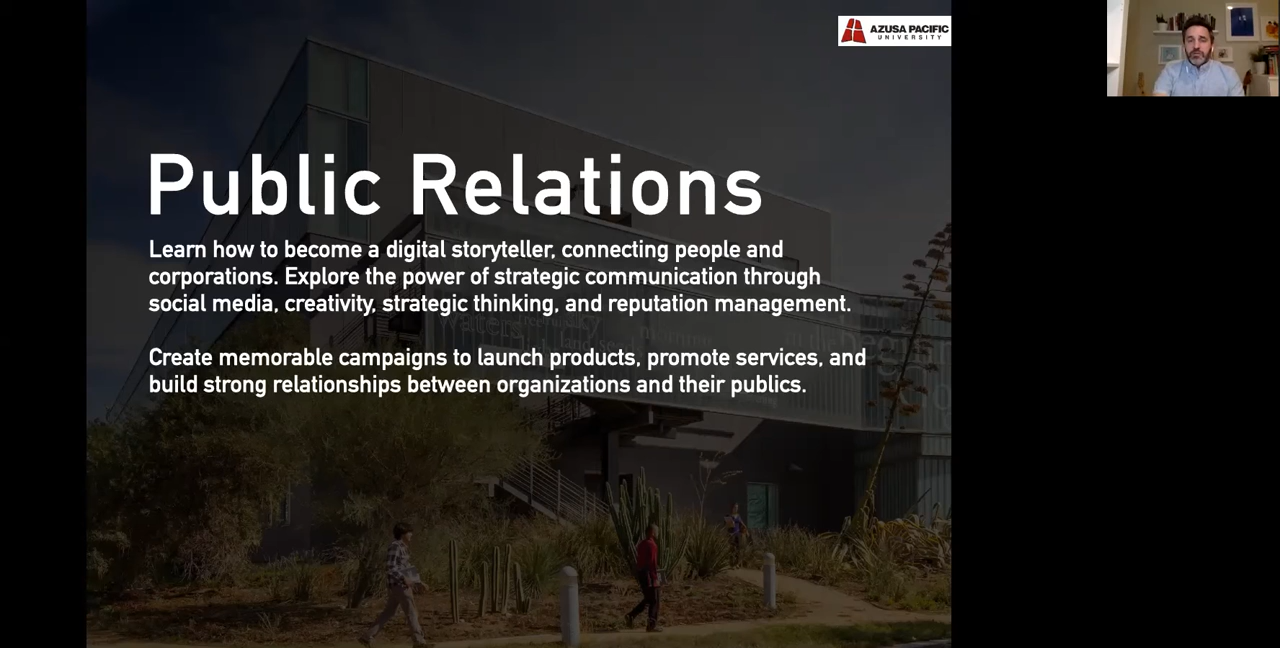 AZUSA PACIFIC
UNIVERSITY
Public Relations
Learn how to become a digital storyteller, connecting people and
corporations. Explore the power of strategic communication through
social media, creativity, strategic thinking, and reputation management.
Create memorable campaigns to launch products, promote services, and
build strong relationships between organizations and their publics.